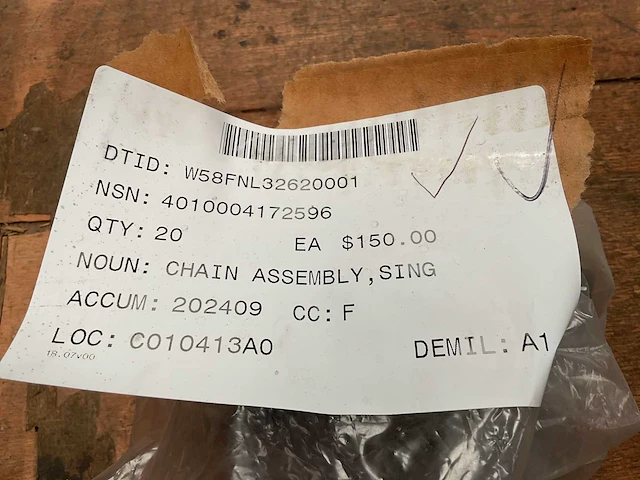 DTID: W58FNL32620001
NSN: 4010004172596
QTY: 20 EA $150.00
NOUN: CHAIN ASSEMBLY,SING
ACCUM: 202409 CC: F
LOC: C010413A0 DEMIL: A1
18.07v00